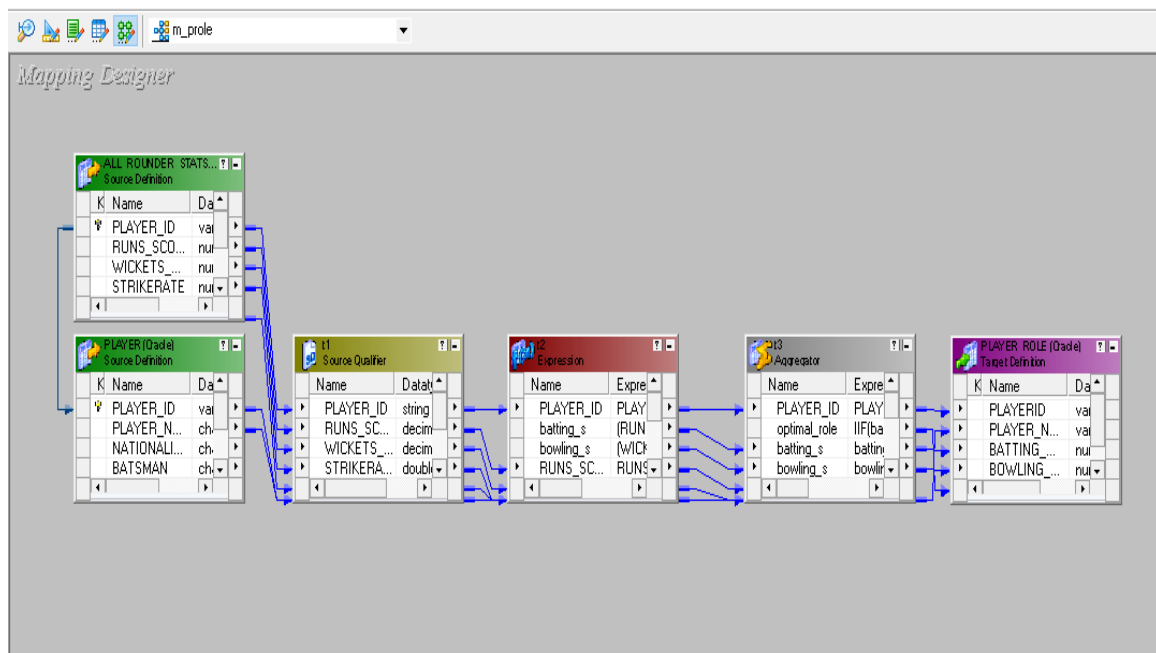 m_prole
Mapping Designer
ALL_ROUNDER_STATS...
Source Definition
K Name Da
PLAYER_ID va
RUNS_SCO... nu
WICKETS_... nu
STRIKERATE nu
PLAYER (Oracle)
Source Definition
K Name Da
PLAYER_ID va
PLAYER_N... ch
NATIONALI... ch
BATSMAN ch
t1
Source Qualifier
Name Dataty
PLAYER_ID string
RUNS_SC... decim
WICKETS_... decim
STRIKERA... double
t2
Expression
Name Expre
PLAYER_ID PLAY
batting_s (RUN
bowling_s (WICK
RUNS_SC... RUNS
t3
Aggregator
Name Expre
PLAYER_ID PLAY
optimal_role IIF(ba
batting_s battin
bowling_s bowlin
PLAYER_ROLE (Oracle)
Target Definition
K Name Da
PLAYERID va
PLAYER_N... va
BATTING_... nu
BOWLING_... nu